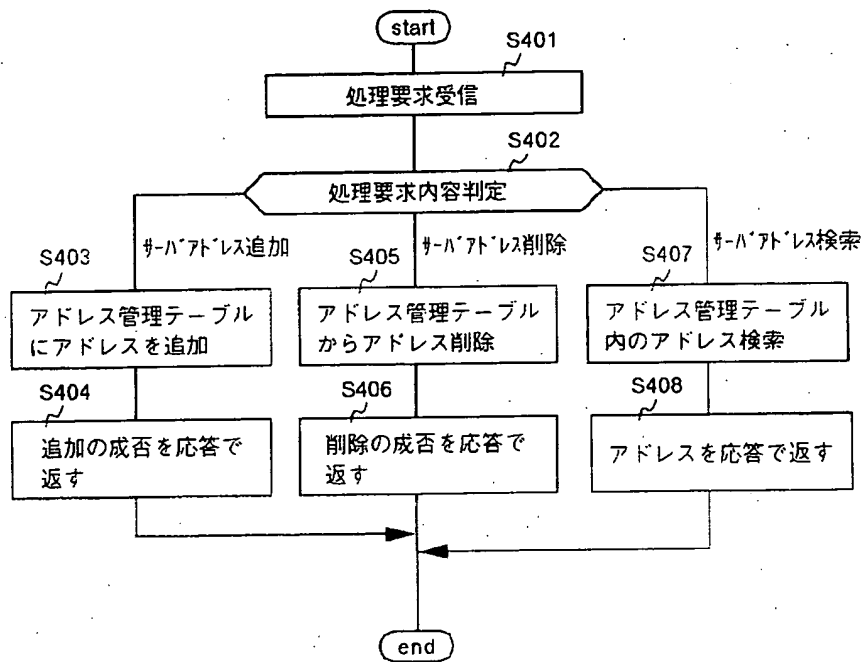 start
S401
処理要求受信
S402
処理要求内容判定
サーバアドレス追加
サーバアドレス削除
サーバアドレス検索
S403
アドレス管理テーブル
にアドレスを追加
S405
アドレス管理テーブル
からアドレス削除
S407
アドレス管理テーブル
内のアドレス検索
S404
追加の成否を応答で
返す
S406
削除の成否を応答で
返す
S408
アドレスを応答で返す
end